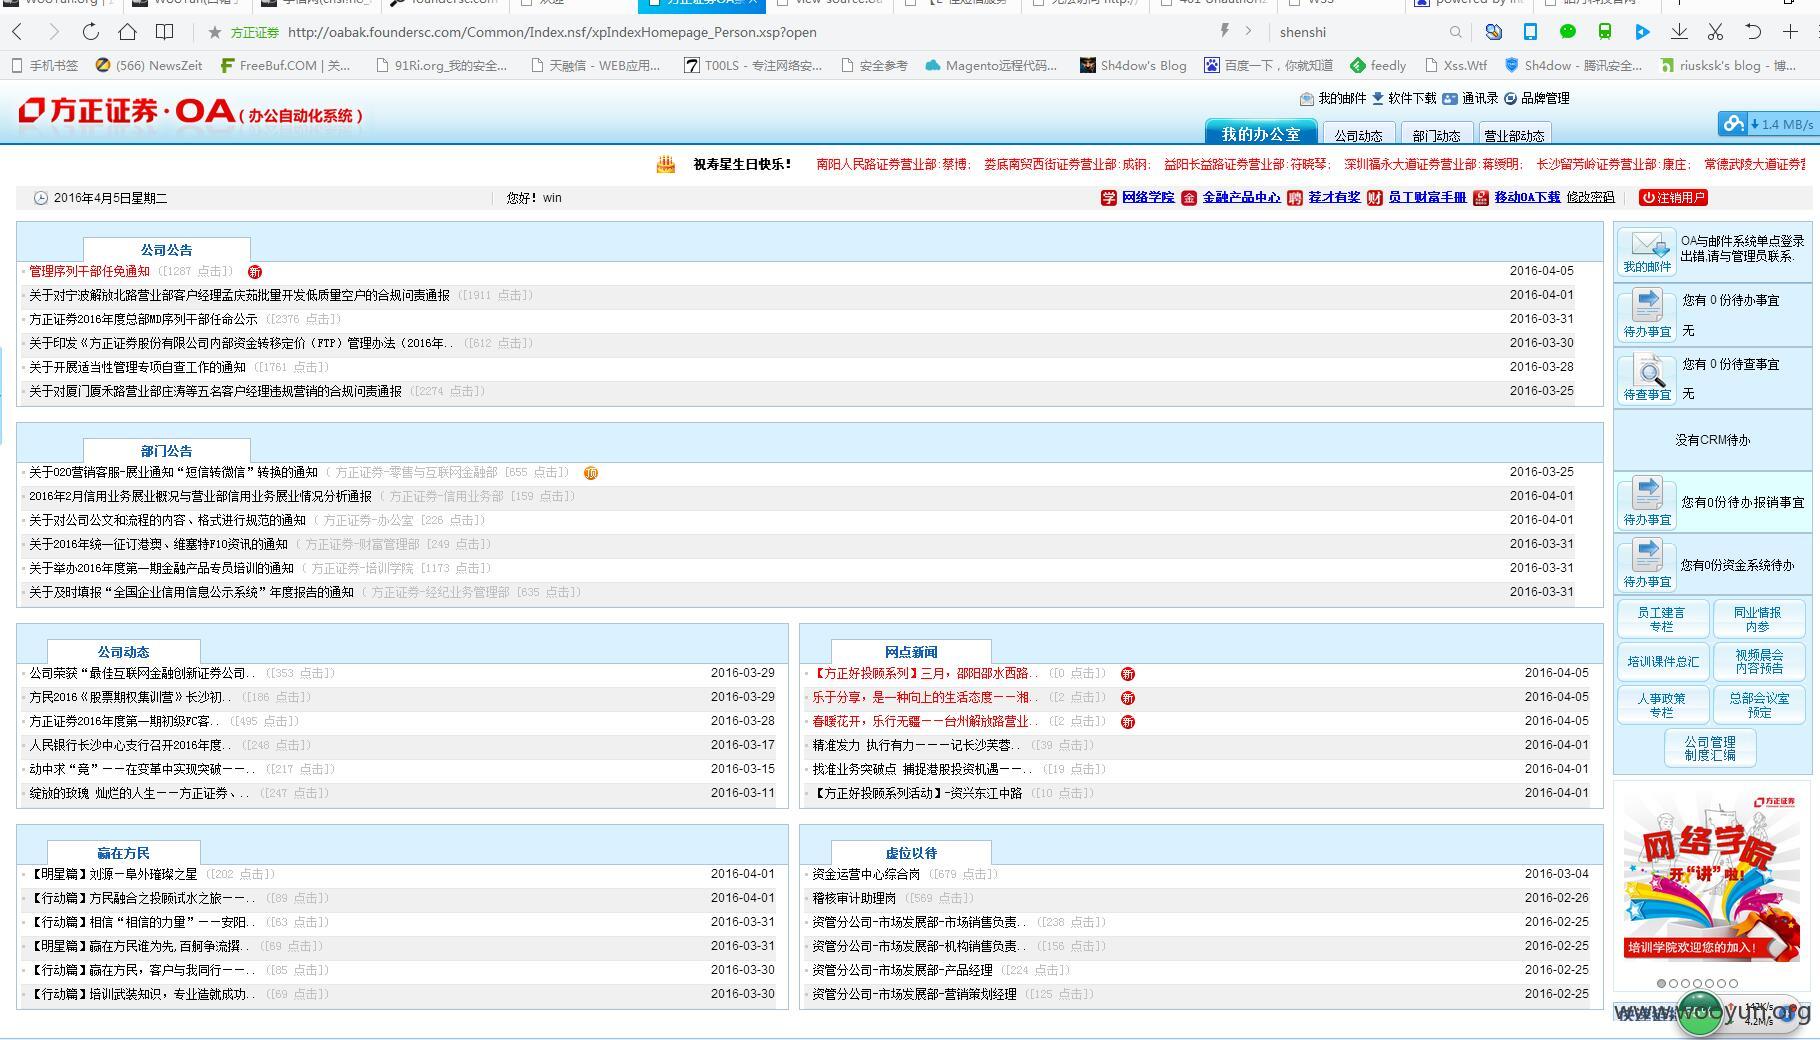 方正证券 http://oabak.foundersc.com/Common/Index.nsf/xpIndexHomepage_Person.xsp?open shenshi
手机书签 (566) NewsZeit FreeBuf.COM | 关... 91Ri.org_我的安全... 天融信 - WEB应用... T00LS - 专注网络安... 安全参考 Magento远程代码... Sh4dow's Blog 百度一下，你就知道 feedly Xss.Wtf Sh4dow - 腾讯安全... riusksk's blog - 博...
方正证券·OA（办公自动化系统）
我的邮件 软件下载 通讯录 品牌管理
我的办公室 公司动态 部门动态 营业部动态
1.4 MB/s
祝寿星生日快乐！ 南阳人民路证券营业部:蔡博; 娄底南贸西街证券营业部:成钢; 益阳长益路证券营业部:符晓琴; 深圳福永大道证券营业部:蒋缨明; 长沙留芳岭证券营业部:康庄; 常德武陵大道证券营
2016年4月5日星期二 您好！win
学 网络学院 金 金融产品中心 聘 荐才有奖 财 员工财富手册 移动OA下载 修改密码 注销用户
公司公告
管理序列干部任免通知 （[1287 点击]） 新 2016-04-05
关于对宁波解放北路营业部客户经理孟庆茹批量开发低质量空户的合规问责通报 （[1911 点击]） 2016-04-01
方正证券2016年度总部MD序列干部任命公示 （[2376 点击]） 2016-03-31
关于印发《方正证券股份有限公司内部资金转移定价（FTP）管理办法（2016年.. （[612 点击]） 2016-03-30
关于开展适当性管理专项自查工作的通知 （[1761 点击]） 2016-03-28
关于对厦门厦禾路营业部庄涛等五名客户经理违规营销的合规问责通报 （[2274 点击]） 2016-03-25
部门公告
关于O2O营销客服-展业通知“短信转微信”转换的通知 （ 方正证券-零售与互联网金融部 [655 点击]） 顶 2016-03-25
2016年2月信用业务展业概况与营业部信用业务展业情况分析通报 （ 方正证券-信用业务部 [159 点击]） 2016-04-01
关于对公司公文和流程的内容、格式进行规范的通知 （ 方正证券-办公室 [226 点击]） 2016-04-01
关于2016年统一征订港澳、维塞特F10资讯的通知 （ 方正证券-财富管理部 [249 点击]） 2016-03-31
关于举办2016年度第一期金融产品专员培训的通知 （ 方正证券-培训学院 [1173 点击]） 2016-03-31
关于及时填报“全国企业信用信息公示系统”年度报告的通知 （ 方正证券-经纪业务管理部 [635 点击]） 2016-03-31
公司动态
公司荣获“最佳互联网金融创新证券公司.. （[353 点击]） 2016-03-29
方民2016《股票期权集训营》长沙初.. （[186 点击]） 2016-03-29
方正证券2016年度第一期初级FC客.. （[495 点击]） 2016-03-28
人民银行长沙中心支行召开2016年度.. （[248 点击]） 2016-03-17
动中求“竟”——在变革中实现突破——.. （[217 点击]） 2016-03-15
绽放的玫瑰 灿烂的人生——方正证券、.. （[247 点击]） 2016-03-11
网点新闻
【方正好投顾系列】三月，邵阳邵水西路.. （[0 点击]） 新 2016-04-05
乐于分享，是一种向上的生活态度——湘.. （[2 点击]） 新 2016-04-05
春暖花开，乐行无疆——台州解放路营业.. （[2 点击]） 新 2016-04-05
精准发力 执行有力———记长沙芙蓉.. （[39 点击]） 2016-04-01
找准业务突破点 捕捉港股投资机遇——.. （[19 点击]） 2016-04-01
【方正好投顾系列活动】-资兴东江中路 （[10 点击]） 2016-04-01
赢在方民
【明星篇】刘源－阜外璀璨之星 （[202 点击]） 2016-04-01
【行动篇】方民融合之投顾试水之旅——.. （[89 点击]） 2016-04-01
【行动篇】相信“相信的力量”——安阳.. （[63 点击]） 2016-03-31
【明星篇】赢在方民谁为先,百舸争流撰.. （[69 点击]） 2016-03-31
【行动篇】赢在方民，客户与我同行——.. （[85 点击]） 2016-03-30
【行动篇】培训武装知识，专业造就成功.. （[69 点击]） 2016-03-30
虚位以待
资金运营中心综合岗 （[679 点击]） 2016-03-04
稽核审计助理岗 （[569 点击]） 2016-02-26
资管分公司-市场发展部-市场销售负责.. （[238 点击]） 2016-02-25
资管分公司-市场发展部-机构销售负责.. （[156 点击]） 2016-02-25
资管分公司-市场发展部-产品经理 （[224 点击]） 2016-02-25
资管分公司-市场发展部-营销策划经理 （[125 点击]） 2016-02-25
我的邮件 OA与邮件系统单点登录出错,请与管理员联系.
待办事宜 您有 0 份待办事宜
无
待查事宜 您有 0 份待查事宜
无
没有CRM待办
待办事宜 您有0份待办报销事宜
待办事宜 您有0份资金系统待办
员工建言专栏 同业情报内参
培训课件总汇 视频晨会内容预告
人事政策专栏 总部会议室预定
公司管理制度汇编
方正证券
网络学院
开“讲”啦！
培训学院欢迎您的加入！
www.wooyun.org
4.2M/s